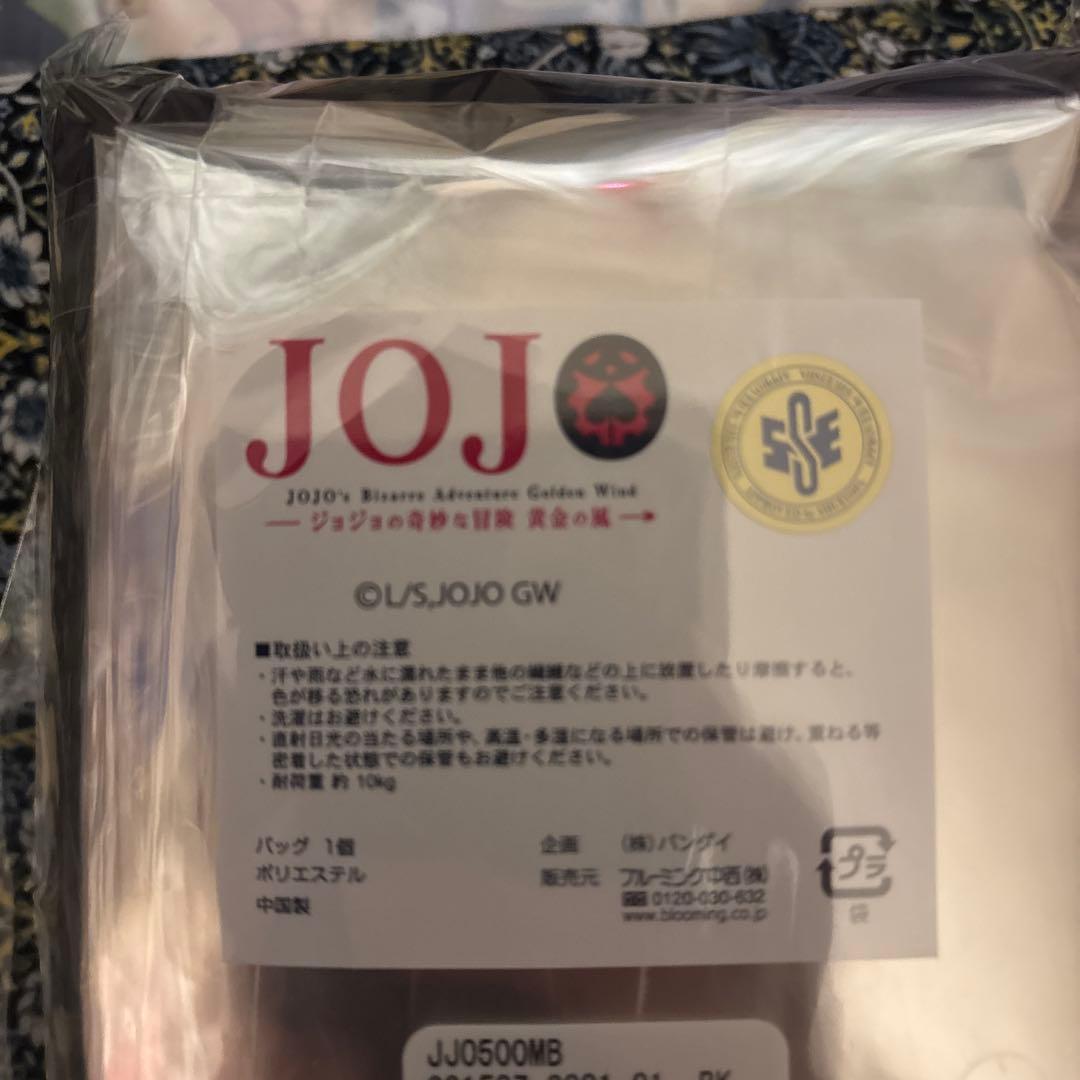 JOJO
JOJO's Bizarre Adventure Golden Wind
ジョジョの奇妙な冒険 黄金の風
©L/S,JOJO GW
■取扱い上の注意
・汗や雨など水に濡れたまま他の繊維などの上に放置したり摩擦すると、
色が移る恐れがありますのでご注意ください。
・洗濯はお避けください。
・直射日光の当たる場所や、高温・多湿になる場所での保管は避け、重ねる等
密着した状態での保管もお避けください。
・耐荷重 約 10kg
バッグ 1個
ポリエステル
中国製
企画 (株)バンダイ
販売元 ブルーミング中西(株)
0120-030-632
www.blooming.co.jp
プラ
袋
JJ0500MB